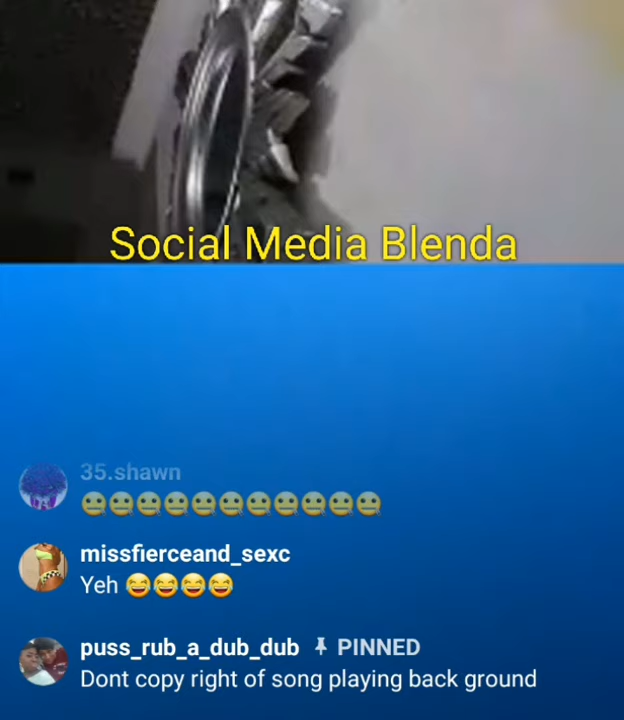 Social Media Blenda
35.shawn
🤐🤐🤐🤐🤐🤐🤐🤐🤐🤐🤐
missfierceand_sexc
Yeh 😂😂😂😂
puss_rub_a_dub_dub PINNED
Dont copy right of song playing back ground